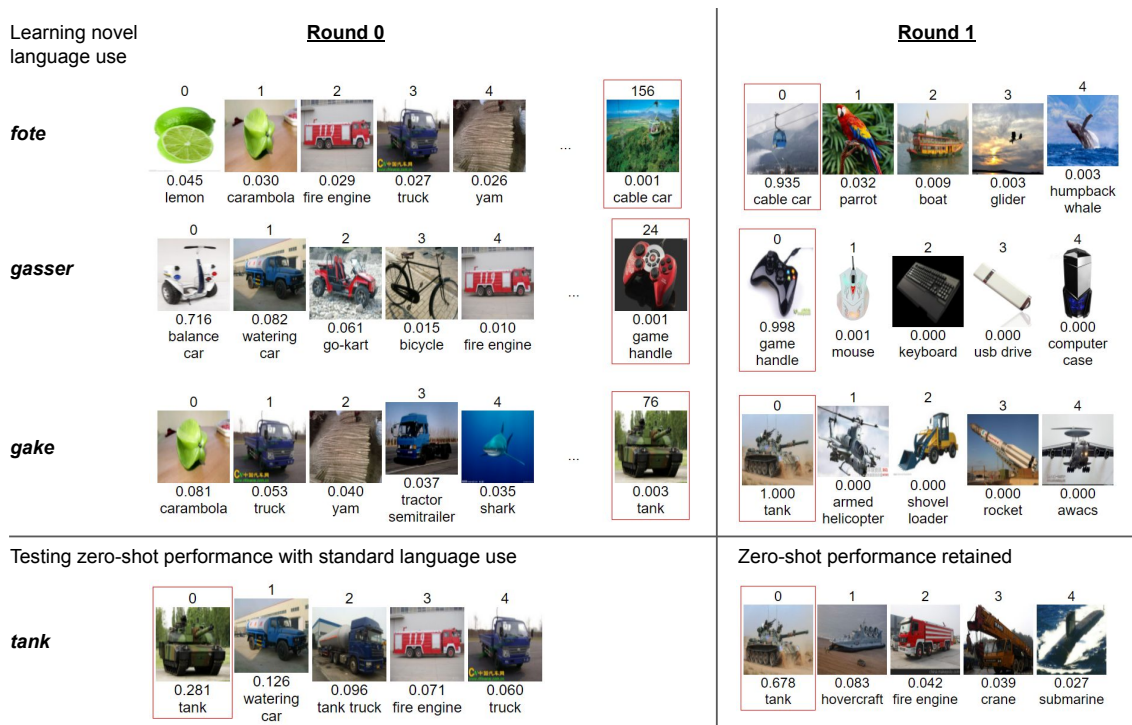 Learning novel
language use
Round 0
Round 1
fote
0 1 2 3 4 ... 156
0.045 0.030 0.029 0.027 0.026 0.001
lemon carambola fire engine truck yam cable car
0 1 2 3 4
0.935 0.032 0.009 0.003 0.003
cable car parrot boat glider humpback
whale
gasser
0 1 2 3 4 ... 24
0.716 0.082 0.061 0.015 0.010 0.001
balance watering go-kart bicycle fire engine game
car car handle
0 1 2 3 4
0.998 0.001 0.000 0.000 0.000
game mouse keyboard usb drive computer
handle case
gake
0 1 2 3 4 ... 76
0.081 0.053 0.040 0.037 0.035 0.003
carambola truck yam tractor shark tank
semitrailer
0 1 2 3 4
1.000 0.000 0.000 0.000 0.000
tank armed shovel rocket awacs
helicopter loader
Testing zero-shot performance with standard language use
Zero-shot performance retained
tank
0 1 2 3 4
0.281 0.126 0.096 0.071 0.060
tank watering tank truck fire engine truck
car
0 1 2 3 4
0.678 0.083 0.042 0.039 0.027
tank hovercraft fire engine crane submarine